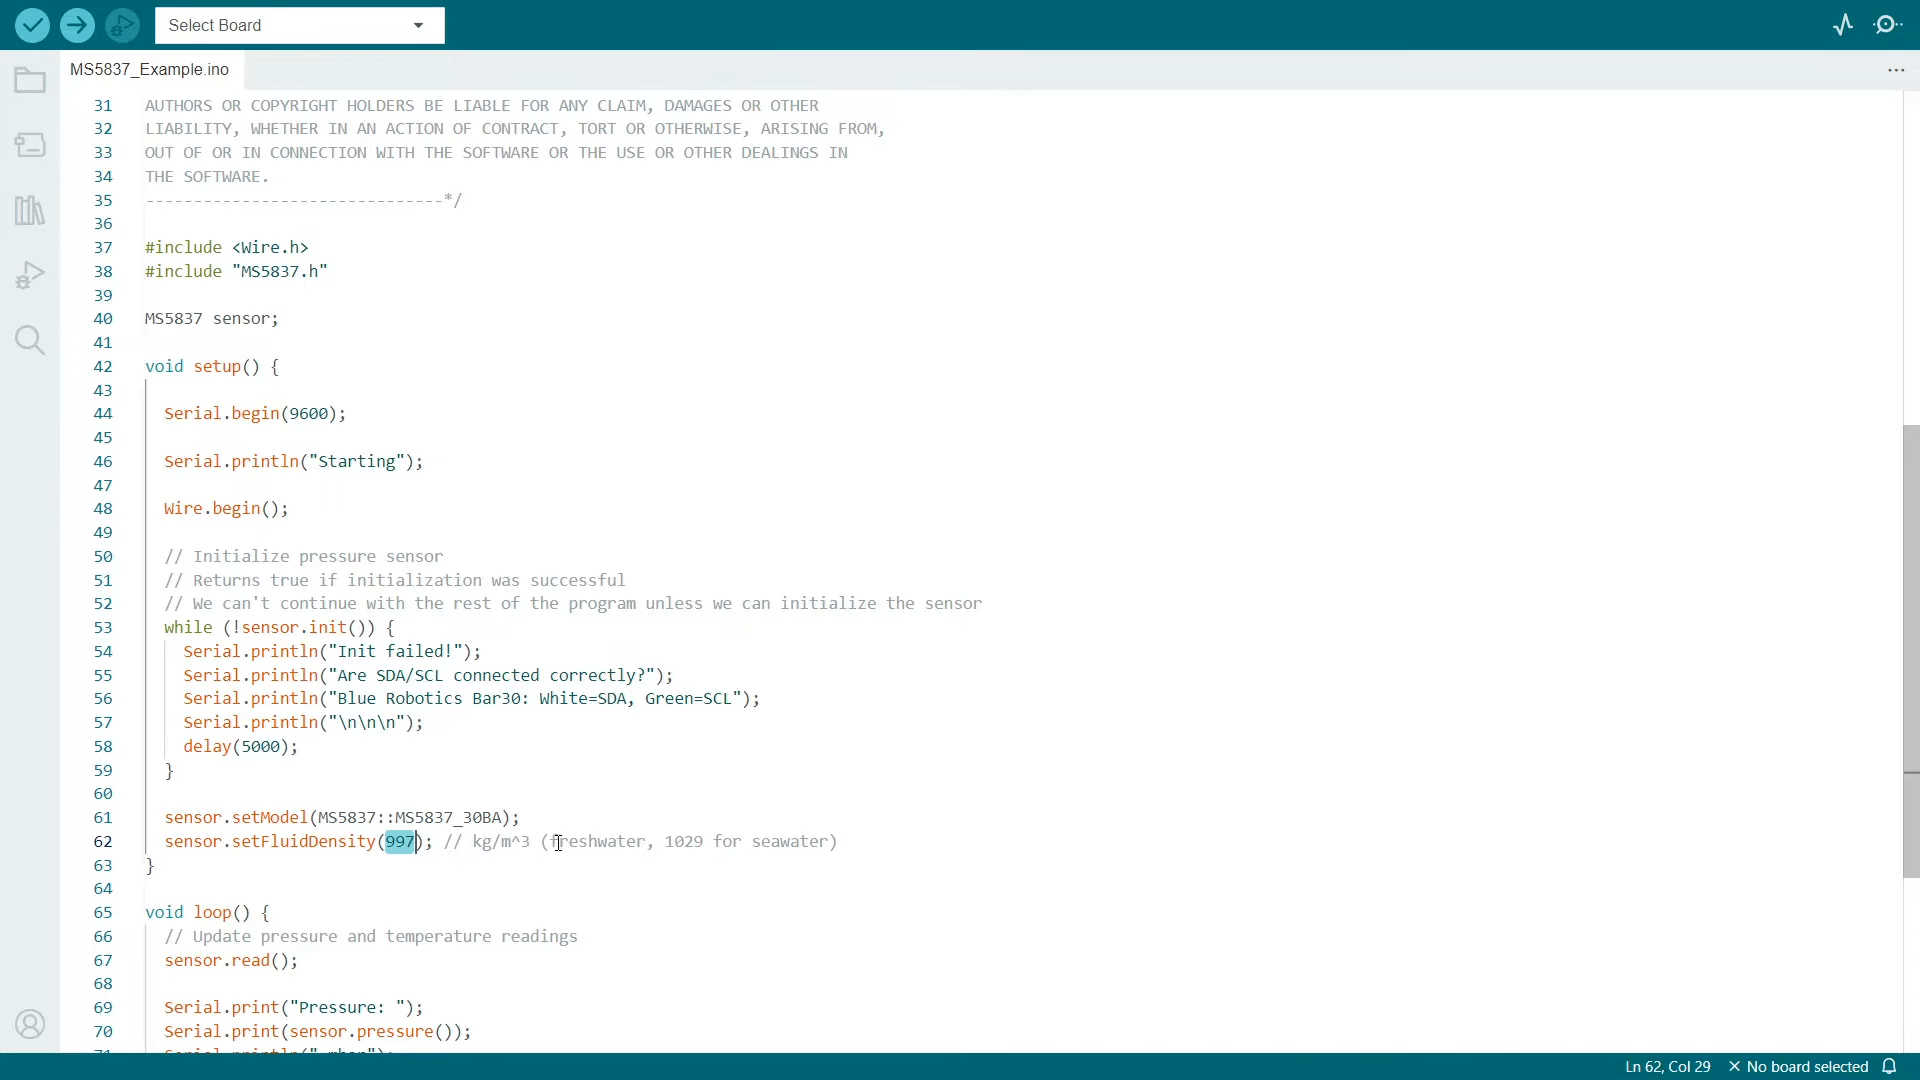 Select Board
MS5837_Example.ino
31 AUTHORS OR COPYRIGHT HOLDERS BE LIABLE FOR ANY CLAIM, DAMAGES OR OTHER
32 LIABILITY, WHETHER IN AN ACTION OF CONTRACT, TORT OR OTHERWISE, ARISING FROM,
33 OUT OF OR IN CONNECTION WITH THE SOFTWARE OR THE USE OR OTHER DEALINGS IN
34 THE SOFTWARE.
35 -------------------------------*/
36
37 #include <Wire.h>
38 #include "MS5837.h"
39
40 MS5837 sensor;
41
42 void setup() {
43
44 Serial.begin(9600);
45
46 Serial.println("Starting");
47
48 Wire.begin();
49
50 // Initialize pressure sensor
51 // Returns true if initialization was successful
52 // We can't continue with the rest of the program unless we can initialize the sensor
53 while (!sensor.init()) {
54 Serial.println("Init failed!");
55 Serial.println("Are SDA/SCL connected correctly?");
56 Serial.println("Blue Robotics Bar30: White=SDA, Green=SCL");
57 Serial.println("\n\n\n");
58 delay(5000);
59 }
60
61 sensor.setModel(MS5837::MS5837_30BA);
62 sensor.setFluidDensity(997); // kg/m^3 (freshwater, 1029 for seawater)
63 }
64
65 void loop() {
66 // Update pressure and temperature readings
67 sensor.read();
68
69 Serial.print("Pressure: ");
70 Serial.print(sensor.pressure());
Ln 62, Col 29 No board selected